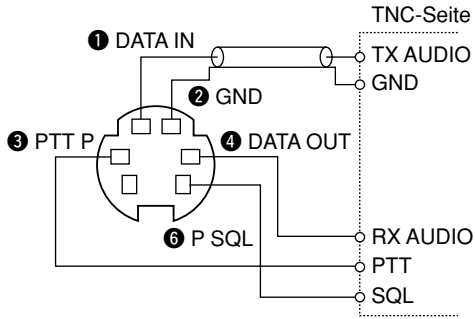 TNC-Seite
❶ DATA IN
TX AUDIO
❷ GND
GND
❸ PTT P
❹ DATA OUT
❻ P SQL
RX AUDIO
PTT
SQL